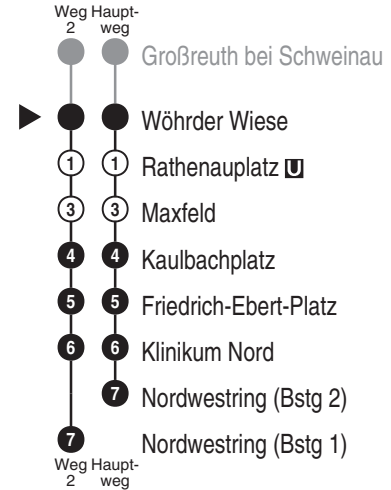 Weg Haupt-
2 weg
Großreuth bei Schweinau
Wöhrder Wiese
1 1 Rathenauplatz U
3 3 Maxfeld
4 4 Kaulbachplatz
5 5 Friedrich-Ebert-Platz
6 6 Klinikum Nord
7 Nordwestring (Bstg 2)
7 Nordwestring (Bstg 1)
Weg Haupt-
2 weg